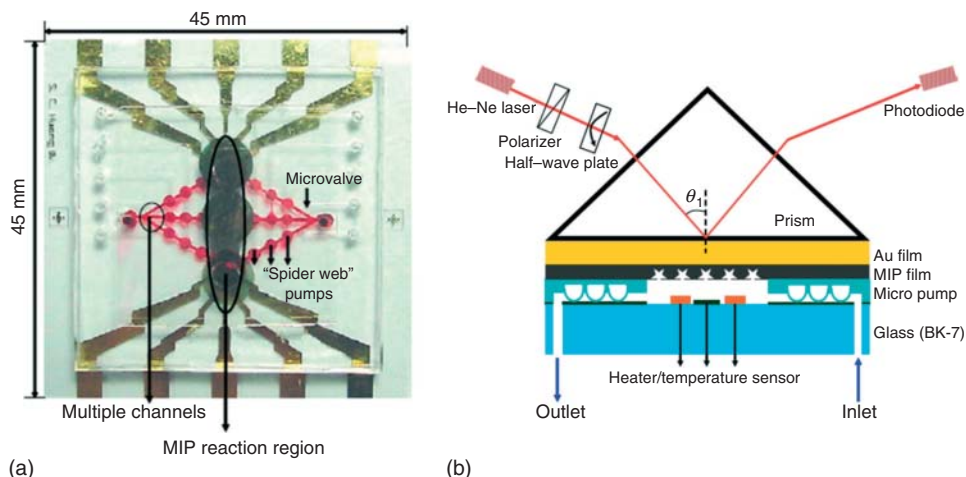 45 mm
45 mm
Microvalve
"Spider web"
pumps
Multiple channels
MIP reaction region
(a)
He–Ne laser
Polarizer
Half–wave plate
Photodiode
θ1
Prism
Au film
MIP film
Micro pump
Glass (BK-7)
Heater/temperature sensor
Outlet
Inlet
(b)